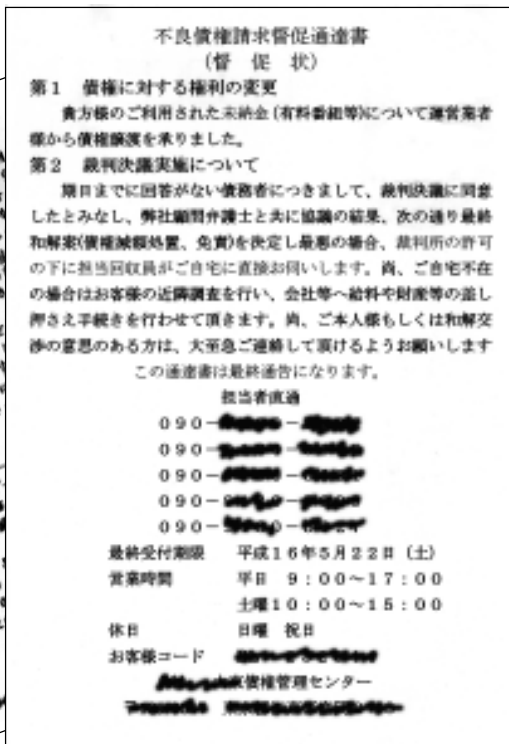 不良債権請求督促通達書
(督 促 状)
第1 債権に対する権利の変更
貴方様のご利用された未納金(有料番組等)について運営業者
様から債権譲渡を承りました。
第2 裁判決議実施について
期日までに回答がない債務者につきまして、裁判決議に同意
したとみなし、弊社顧問弁護士と共に協議の結果、次の通り最終
和解案(債権減額処置、免責)を決定し最悪の場合、裁判所の許可
の下に担当回収員がご自宅に直接お伺いします。尚、ご自宅不在
の場合はお客様の近隣調査を行い、会社等へ給料や財産等の差し
押さえ手続きを行わせて頂きます。尚、ご本人様もしくは和解交
渉の意思のある方は、大至急ご連絡して頂けるようお願いします
この通達書は最終通告になります。
担当者直通
090-
090-
090-
090-
090-
最終受付期限 平成16年5月22日(土)
営業時間 平日 9:00~17:00
土曜10:00~15:00
休日 日曜 祝日
お客様コード
債権管理センター